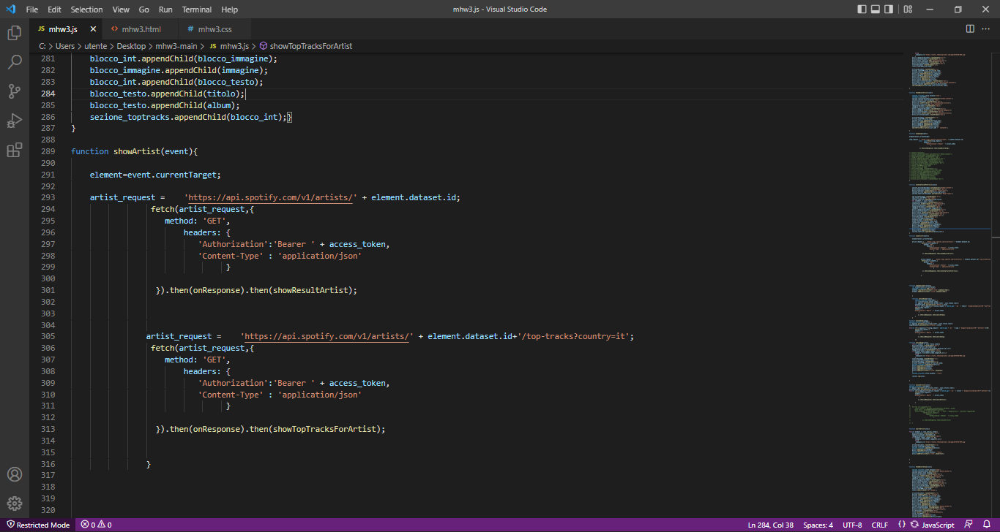 File Edit Selection View Go Run Terminal Help mhw3.js - Visual Studio Code
JS mhw3.js × <> mhw3.html # mhw3.css ···
C: > Users > utente > Desktop > mhw3-main > JS mhw3.js > showTopTracksForArtist
281 blocco_int.appendChild(blocco_immagine);
282 blocco_immagine.appendChild(immagine);
283 blocco_int.appendChild(blocco_testo);
284 blocco_testo.appendChild(titolo);
285 blocco_testo.appendChild(album);
286 sezione_toptracks.appendChild(blocco_int);}
287 }
288
289 function showArtist(event){
290
291 element=event.currentTarget;
292
293 artist_request = 'https://api.spotify.com/v1/artists/' + element.dataset.id;
294 fetch(artist_request,{
295 method: 'GET',
296 headers: {
297 'Authorization':'Bearer ' + access_token,
298 'Content-Type' : 'application/json'
299 }
300
301 }).then(onResponse).then(showResultArtist);
302
303
304
305 artist_request = 'https://api.spotify.com/v1/artists/' + element.dataset.id+'/top-tracks?country=it';
306 fetch(artist_request,{
307 method: 'GET',
308 headers: {
309 'Authorization':'Bearer ' + access_token,
310 'Content-Type' : 'application/json'
311 }
312
313 }).then(onResponse).then(showTopTracksForArtist);
314
315
316 }
317
318
319
320
Restricted Mode 0 0 Ln 284, Col 38 Spaces: 4 UTF-8 CRLF {} JavaScript